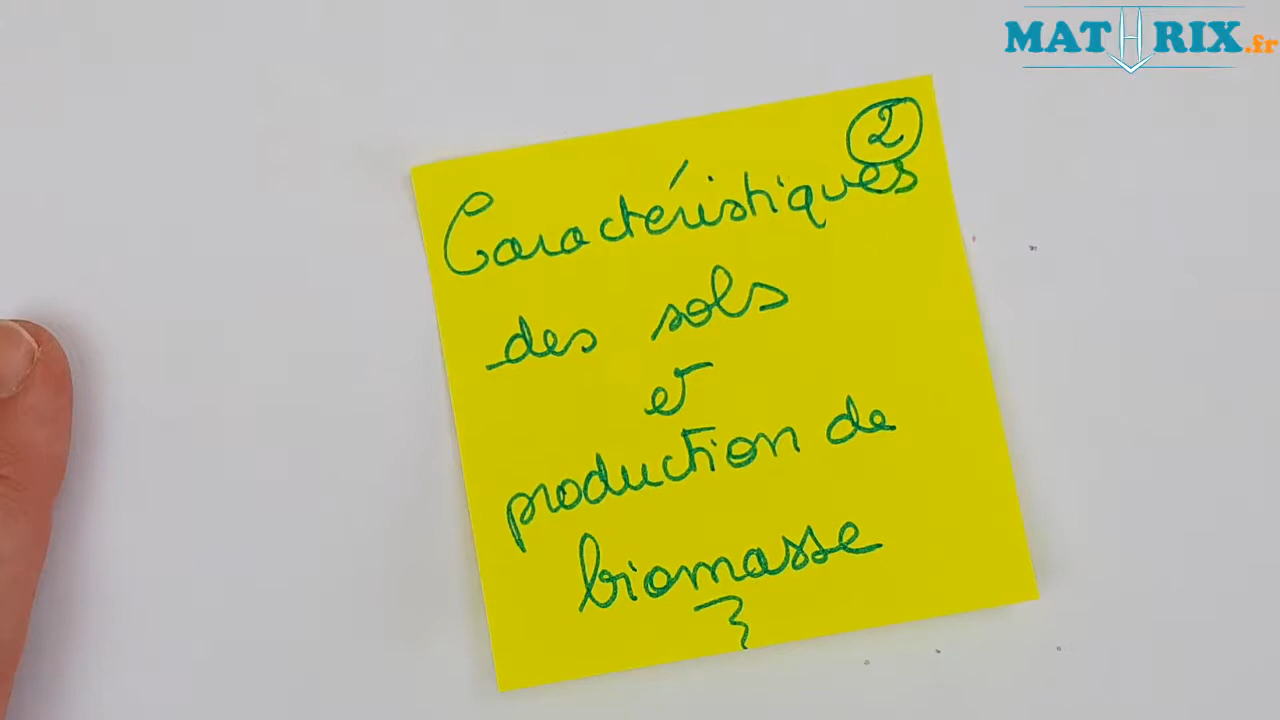 MATHRIX.fr
2
Caractéristiques
des sols
et
production de
biomasse